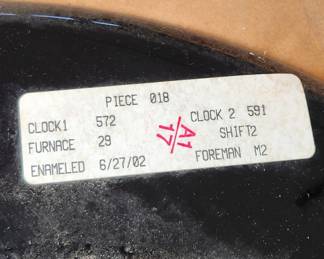 PIECE 018
CLOCK1 572 CLOCK 2 591
FURNACE 29 SHIFT2
ENAMELED 6/27/02 FOREMAN M2
A1
17